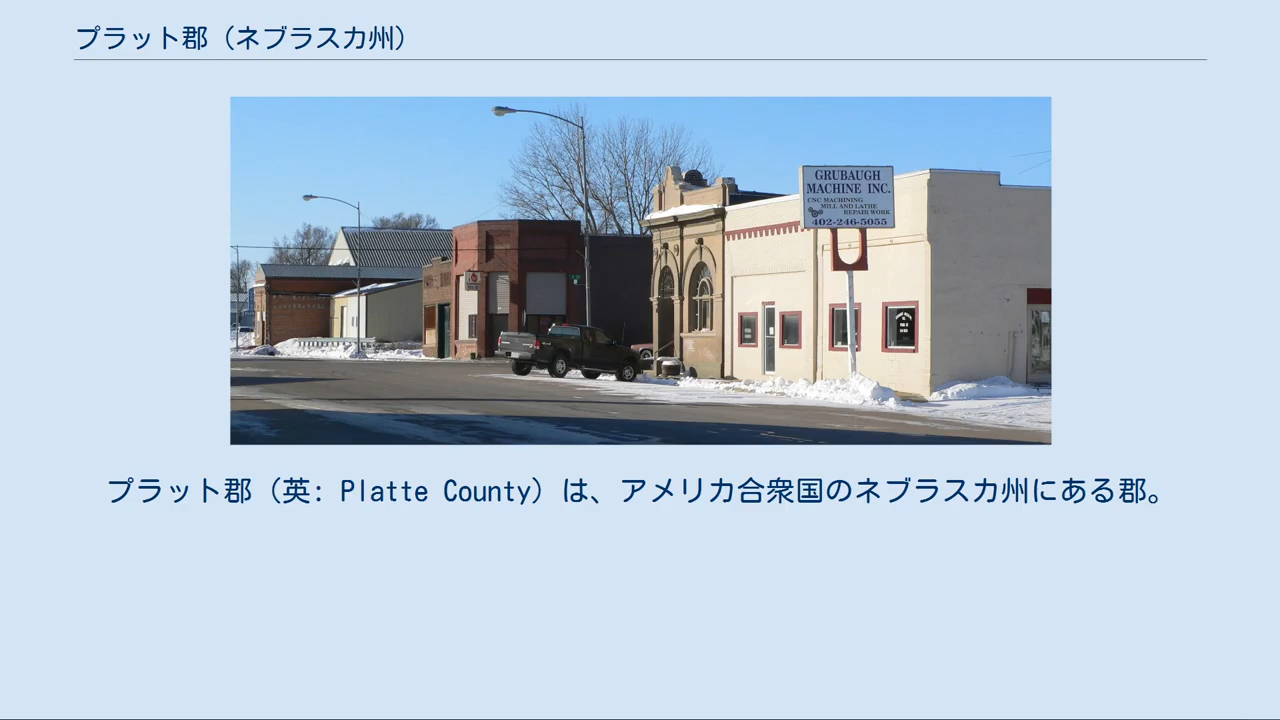 プラット郡（ネブラスカ州）
GRUBAUGH
MACHINE INC.
CNC MACHINING
MILL AND LATHE
REPAIR WORK
402-246-5055
プラット郡（英: Platte County）は、アメリカ合衆国のネブラスカ州にある郡。